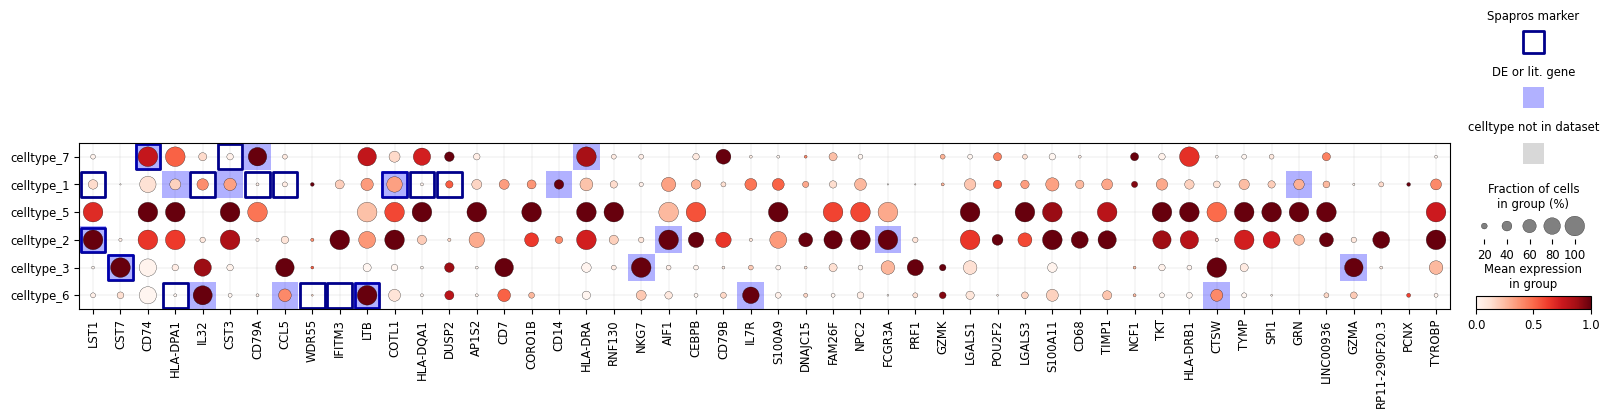 Spapros marker
DE or lit. gene
celltype not in dataset
Fraction of cells
in group (%)
20 40 60 80 100
Mean expression
in group
0.0 0.5 1.0
celltype_7
celltype_1
celltype_5
celltype_2
celltype_3
celltype_6
LST1
CST7
CD74
HLA-DPA1
IL32
CST3
CD79A
CCL5
WDR55
IFITM3
LTB
COTL1
HLA-DQA1
DUSP2
AP1S2
CD7
CORO1B
CD14
HLA-DRA
RNF130
NKG7
AIF1
CEBPB
CD79B
IL7R
S100A9
DNAJC15
FAM26F
NPC2
FCGR3A
PRF1
GZMK
LGALS1
POU2F2
LGALS3
S100A11
CD68
TIMP1
NCF1
TKT
HLA-DRB1
CTSW
TYMP
SPI1
GRN
LINC00936
GZMA
RP11-290F20.3
PCNX
TYROBP